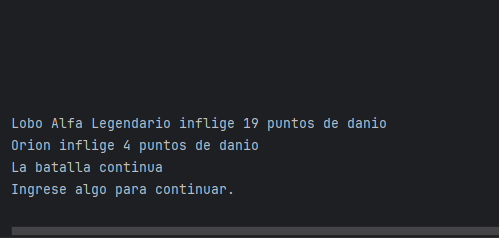 Lobo Alfa Legendario inflige 19 puntos de danio
Orion inflige 4 puntos de danio
La batalla continua
Ingrese algo para continuar.